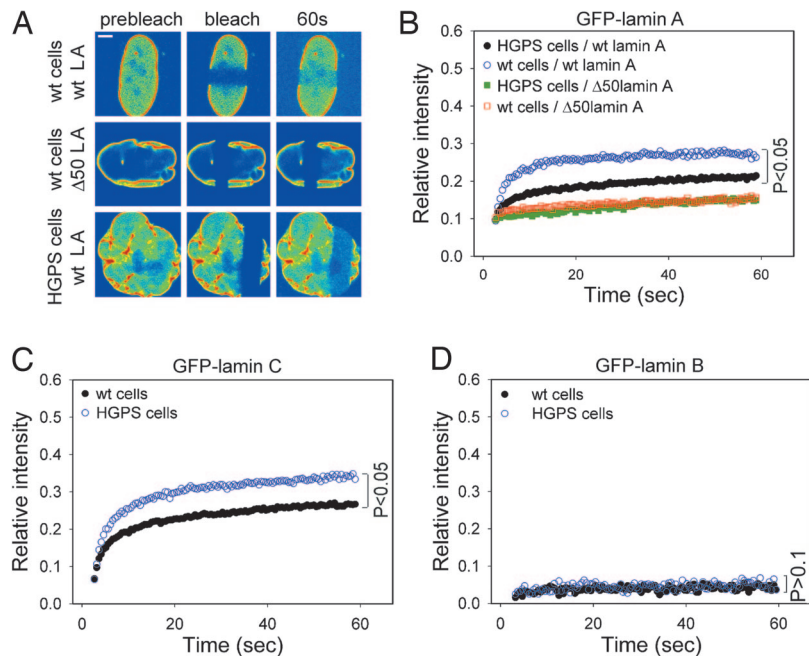 A
prebleach bleach 60s
wt cells
wt LA
wt cells
Δ50 LA
HGPS cells
wt LA
B
GFP-lamin A
HGPS cells / wt lamin A
wt cells / wt lamin A
HGPS cells / Δ50lamin A
wt cells / Δ50lamin A
0.6
0.5
0.4
0.3
0.2
0.1
0.0
Relative intensity
P<0.05
0 20 40 60
Time (sec)
C
GFP-lamin C
wt cells
HGPS cells
0.6
0.5
0.4
0.3
0.2
0.1
0.0
Relative intensity
P<0.05
0 20 40 60
Time (sec)
D
GFP-lamin B
wt cells
HGPS cells
0.6
0.5
0.4
0.3
0.2
0.1
0.0
Relative intensity
P>0.1
0 20 40 60
Time (sec)